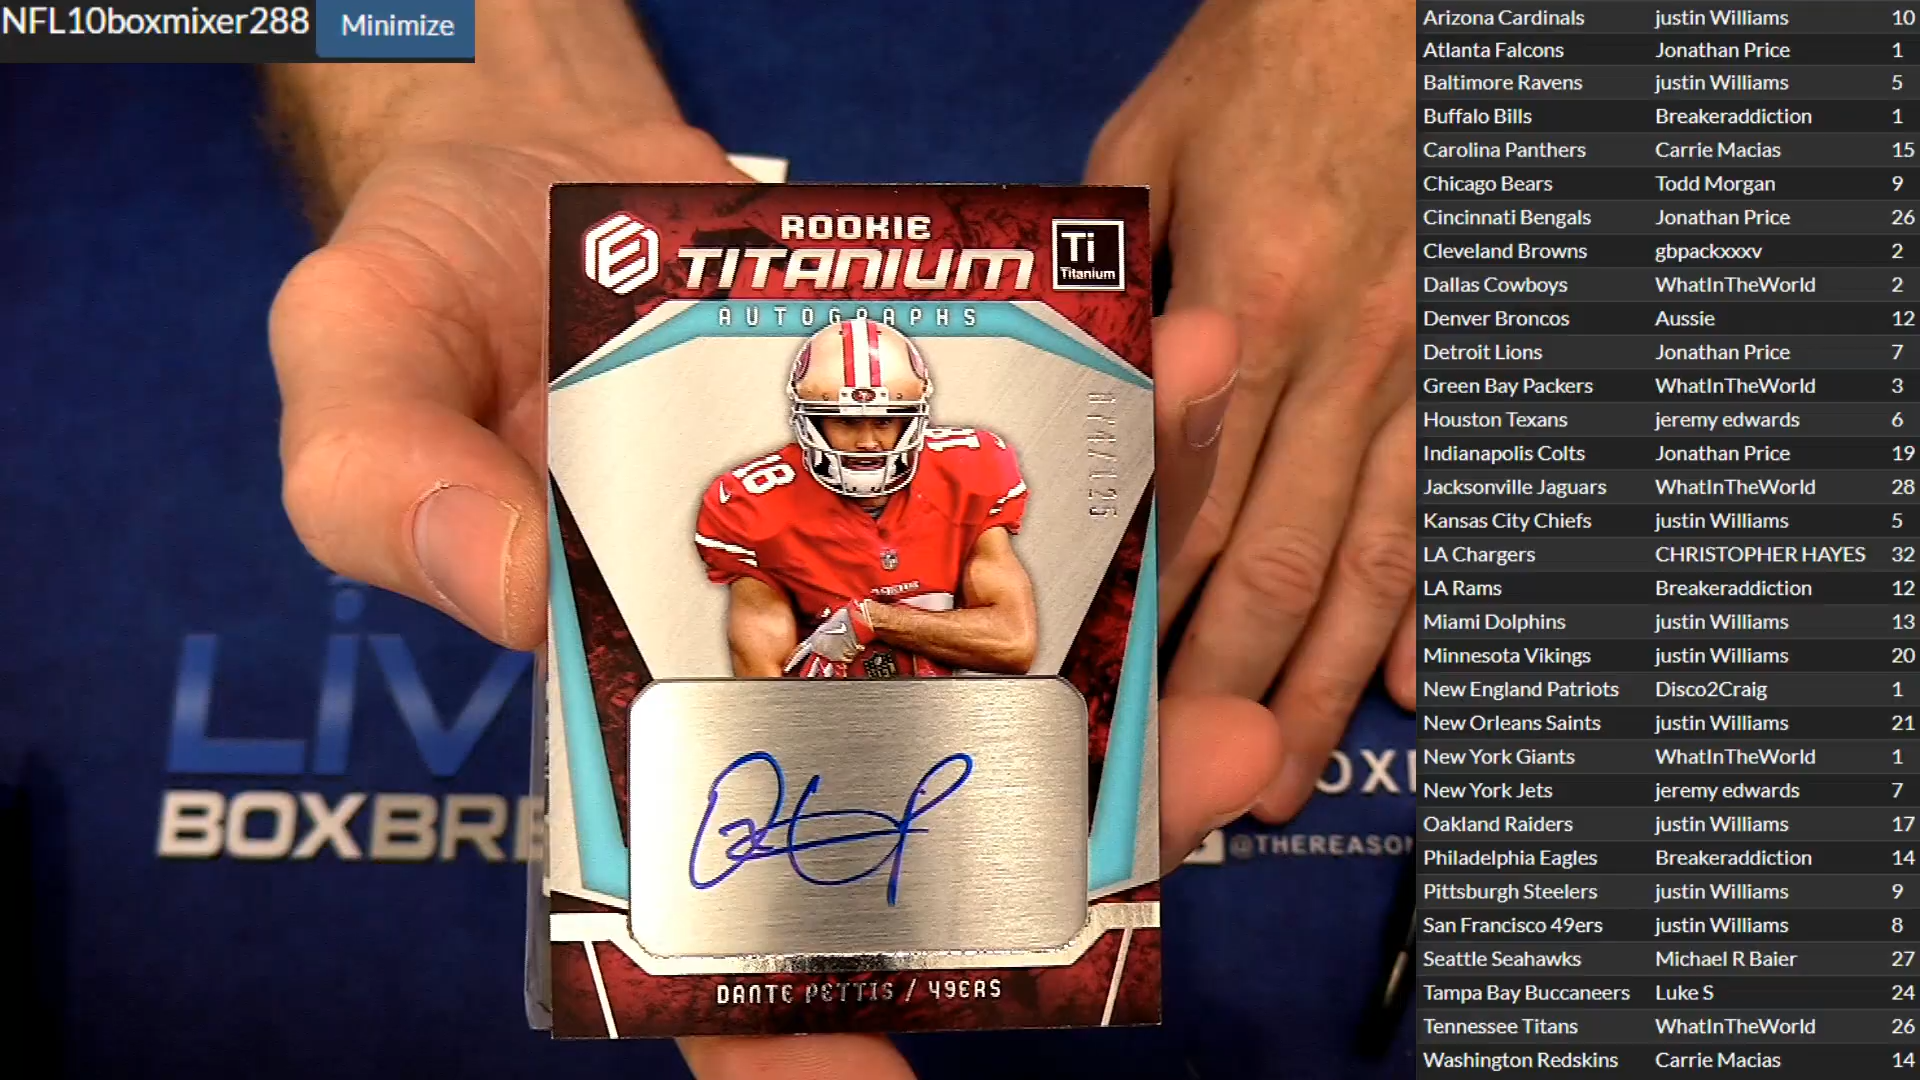 NFL10boxmixer288 Minimize
ROOKIE
TITANIUM
Ti
Titanium
AUTOGRAPHS
18
18
DANTE PETTIS / 49ERS
LiV
BOXBRE
OXB
@THEREASON
Arizona Cardinals justin Williams 10
Atlanta Falcons Jonathan Price 1
Baltimore Ravens justin Williams 5
Buffalo Bills Breakeraddiction 1
Carolina Panthers Carrie Macias 15
Chicago Bears Todd Morgan 9
Cincinnati Bengals Jonathan Price 26
Cleveland Browns gbpackxxxv 2
Dallas Cowboys WhatInTheWorld 2
Denver Broncos Aussie 12
Detroit Lions Jonathan Price 7
Green Bay Packers WhatInTheWorld 3
Houston Texans jeremy edwards 6
Indianapolis Colts Jonathan Price 19
Jacksonville Jaguars WhatInTheWorld 28
Kansas City Chiefs justin Williams 5
LA Chargers CHRISTOPHER HAYES 32
LA Rams Breakeraddiction 12
Miami Dolphins justin Williams 13
Minnesota Vikings justin Williams 20
New England Patriots Disco2Craig 1
New Orleans Saints justin Williams 21
New York Giants WhatInTheWorld 1
New York Jets jeremy edwards 7
Oakland Raiders justin Williams 17
Philadelphia Eagles Breakeraddiction 14
Pittsburgh Steelers justin Williams 9
San Francisco 49ers justin Williams 8
Seattle Seahawks Michael R Baier 27
Tampa Bay Buccaneers Luke S 24
Tennessee Titans WhatInTheWorld 26
Washington Redskins Carrie Macias 14